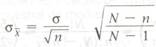 σ_X̄ = σ/√n √((N − n)/(N − 1))